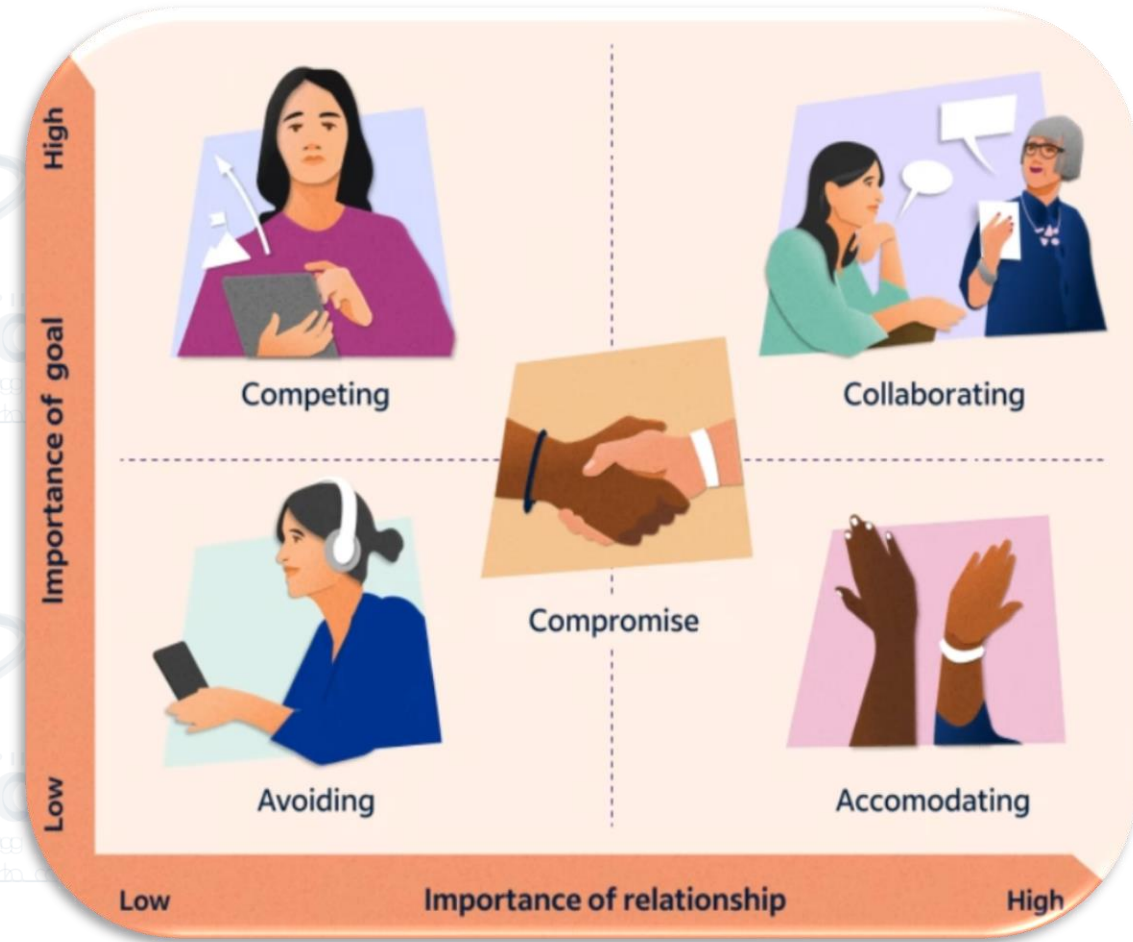 High
Importance of goal
Low
Competing
Collaborating
Compromise
Avoiding
Accomodating
Low
Importance of relationship
High